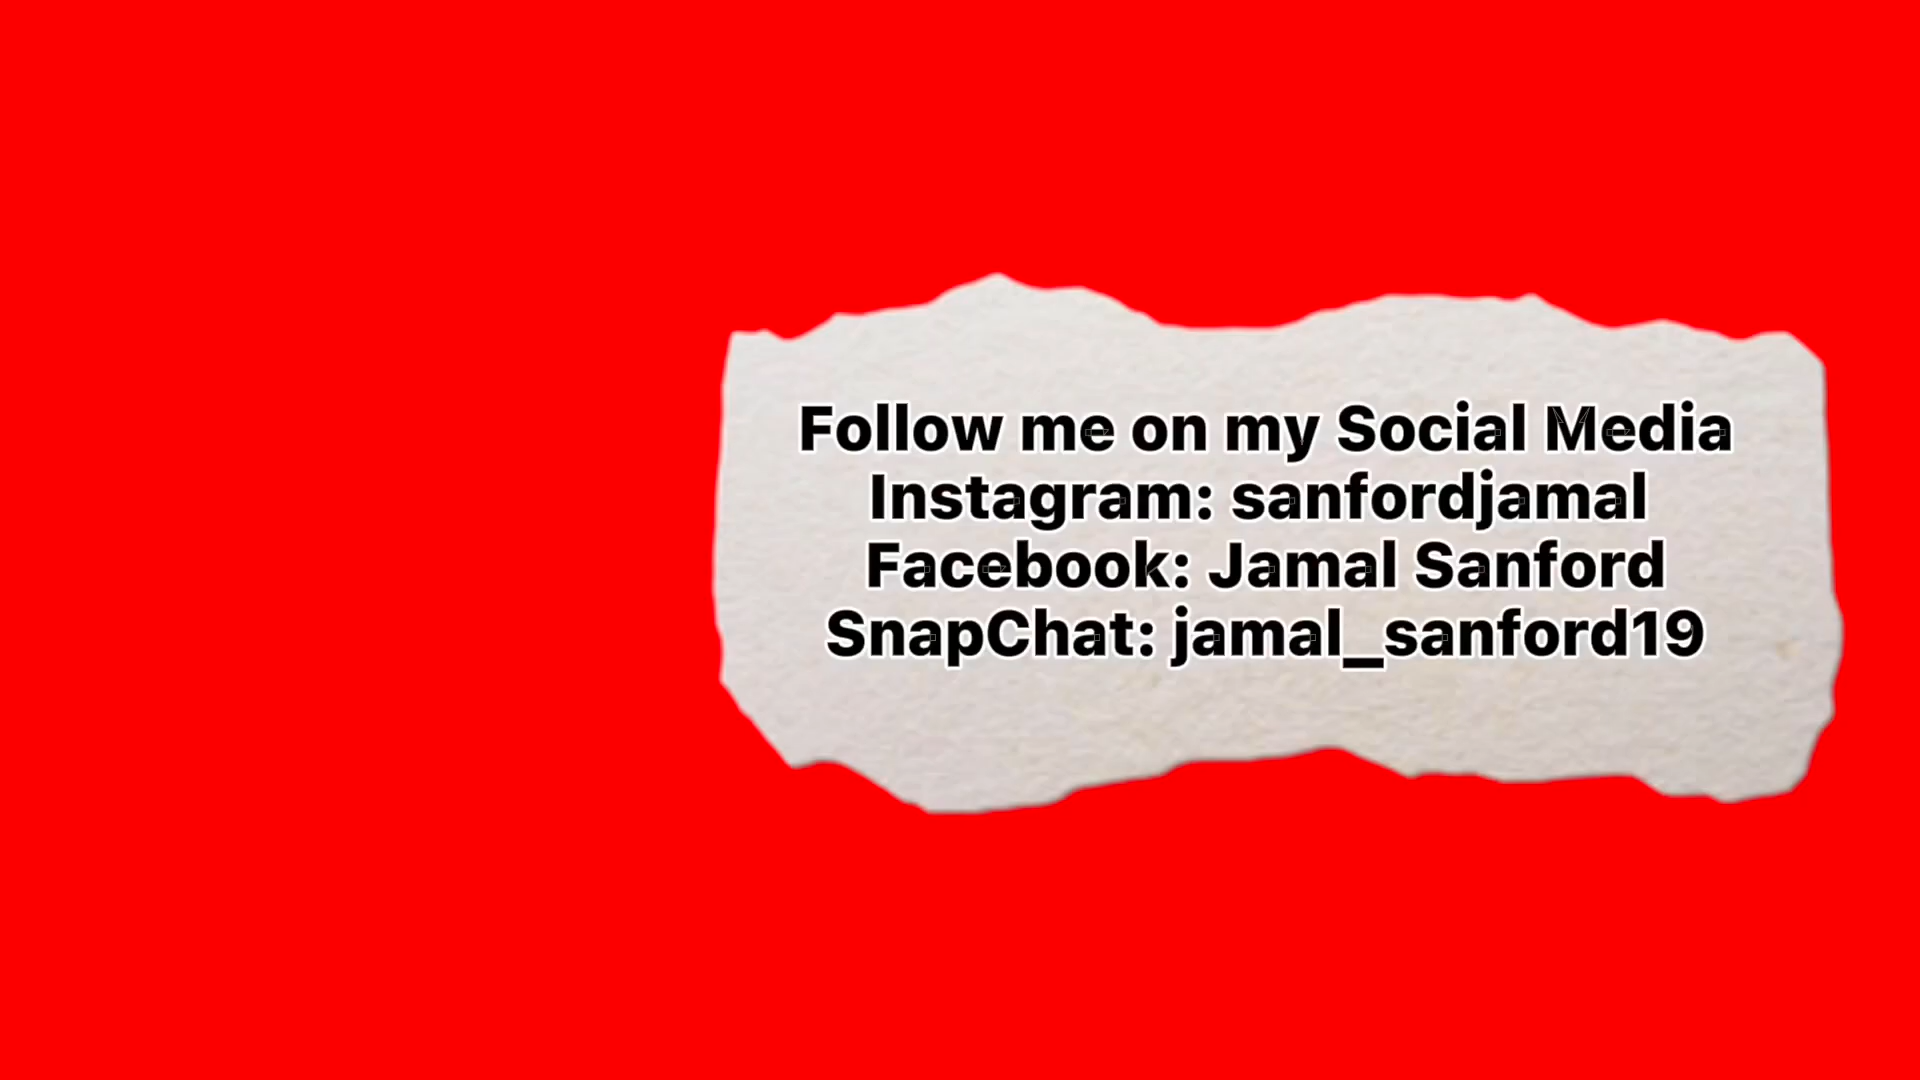 Follow me on my Social Media
Instagram: sanfordjamal
Facebook: Jamal Sanford
SnapChat: jamal_sanford19